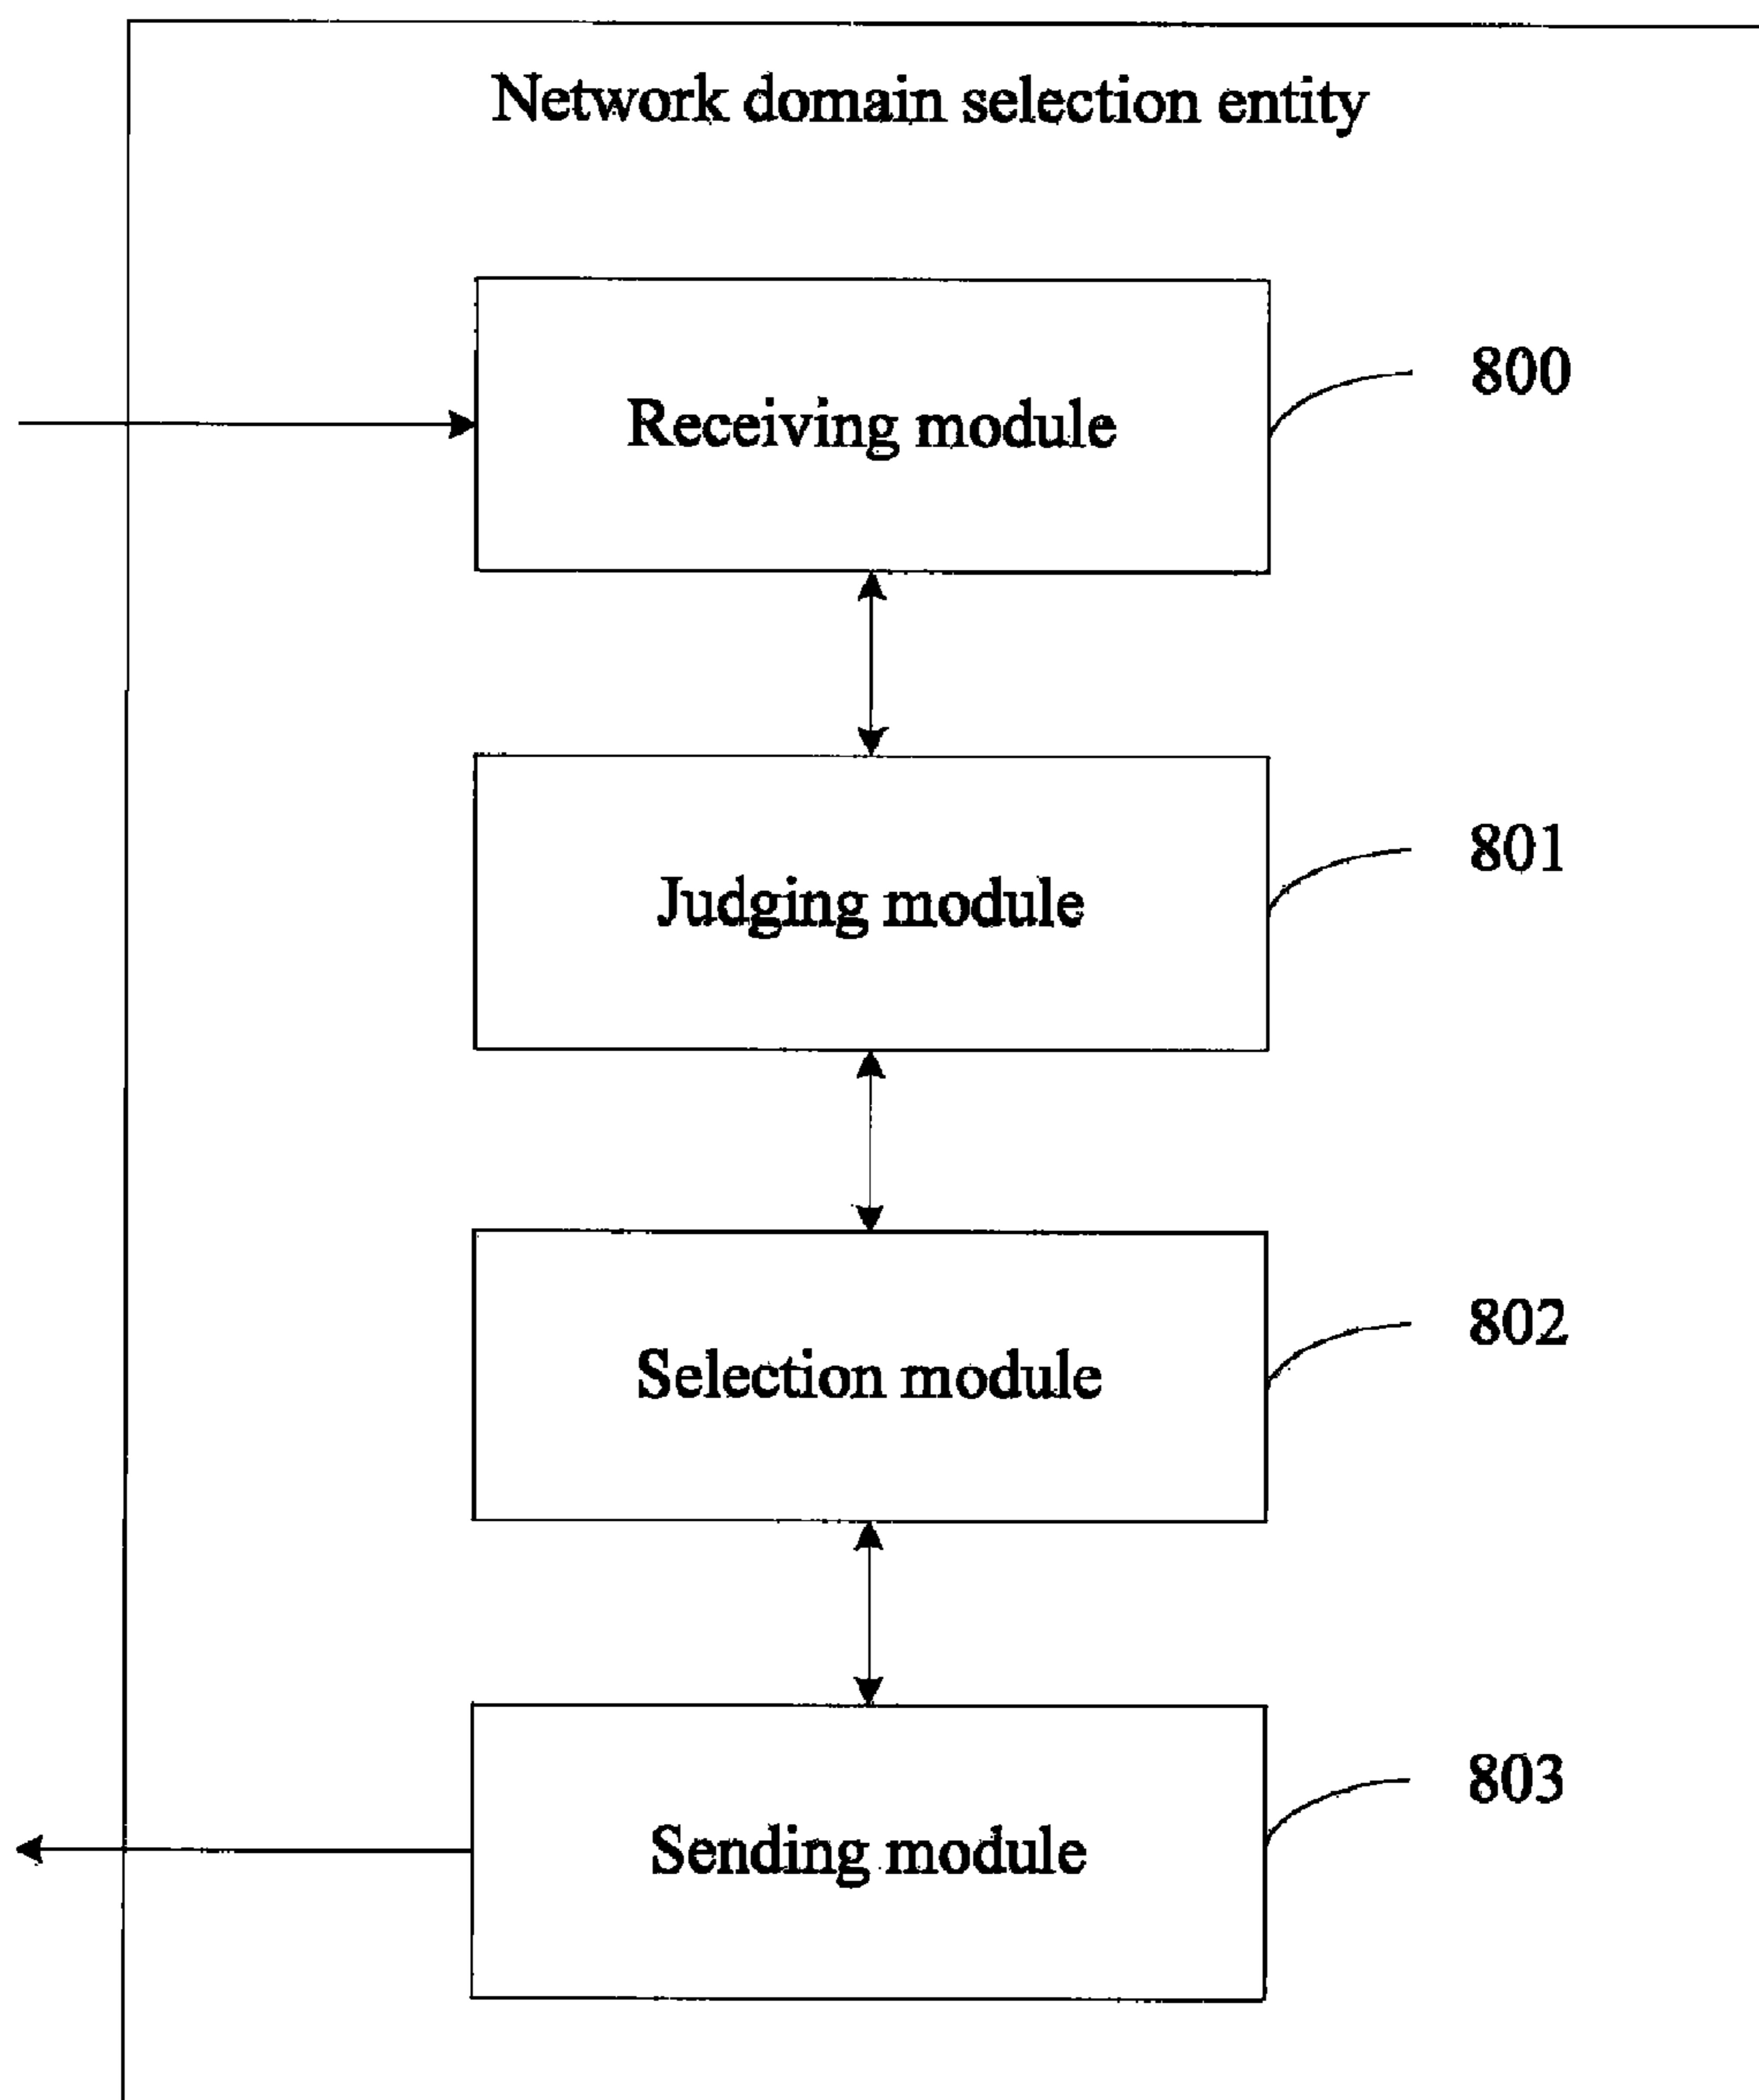 Network domain selection entity
Receiving module
800
Judging module
801
Selection module
802
Sending module
803